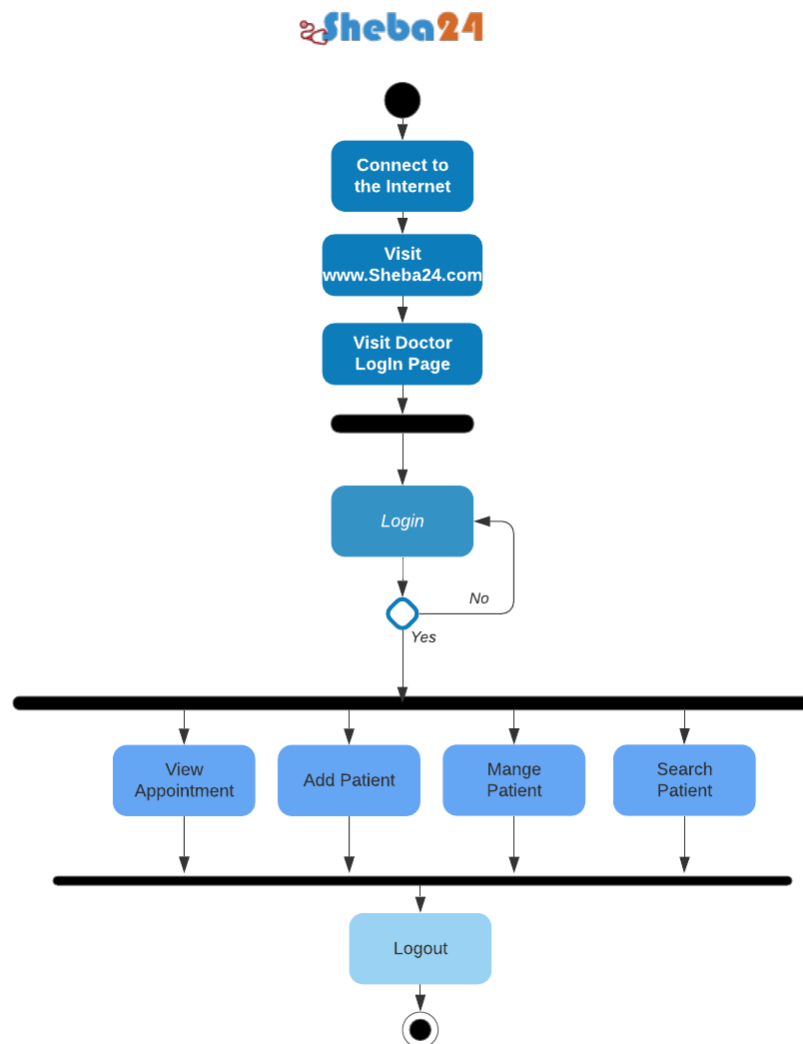 Sheba24
Connect to
the Internet
Visit
www.Sheba24.com
Visit Doctor
LogIn Page
Login
No
Yes
View
Appointment
Add Patient
Mange
Patient
Search
Patient
Logout